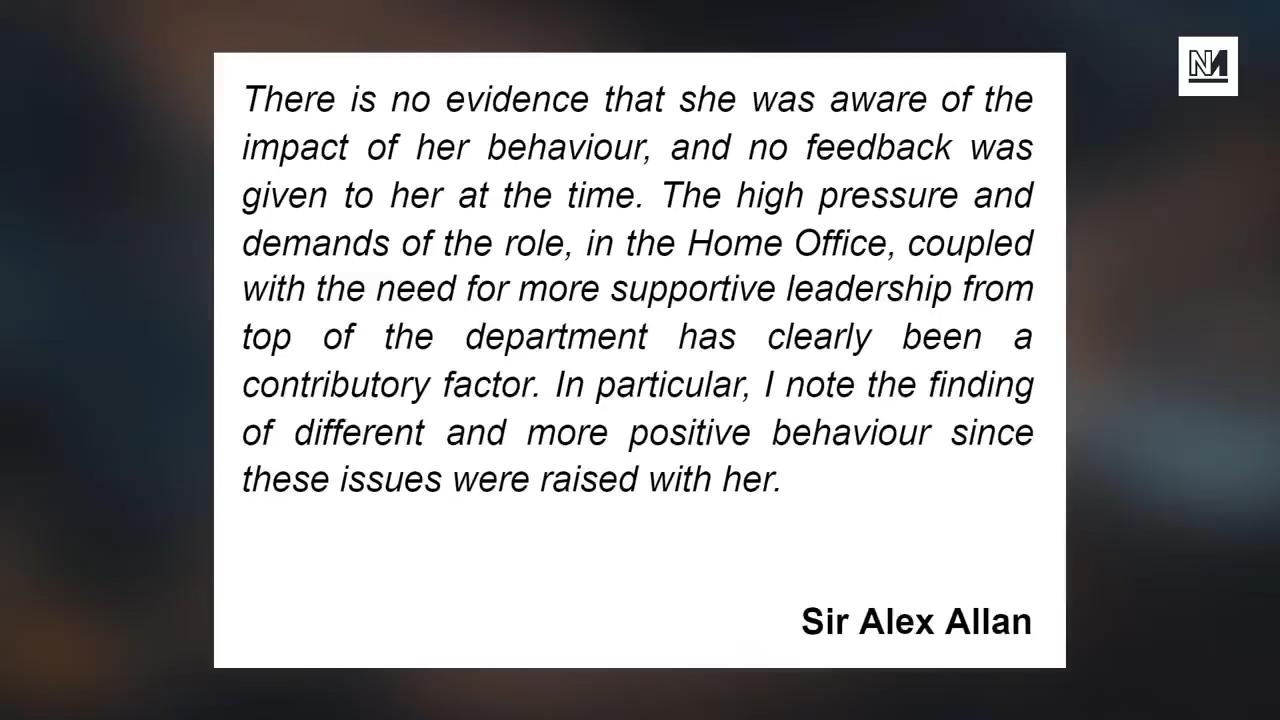 There is no evidence that she was aware of the
impact of her behaviour, and no feedback was
given to her at the time. The high pressure and
demands of the role, in the Home Office, coupled
with the need for more supportive leadership from
top of the department has clearly been a
contributory factor. In particular, I note the finding
of different and more positive behaviour since
these issues were raised with her.
Sir Alex Allan
NM